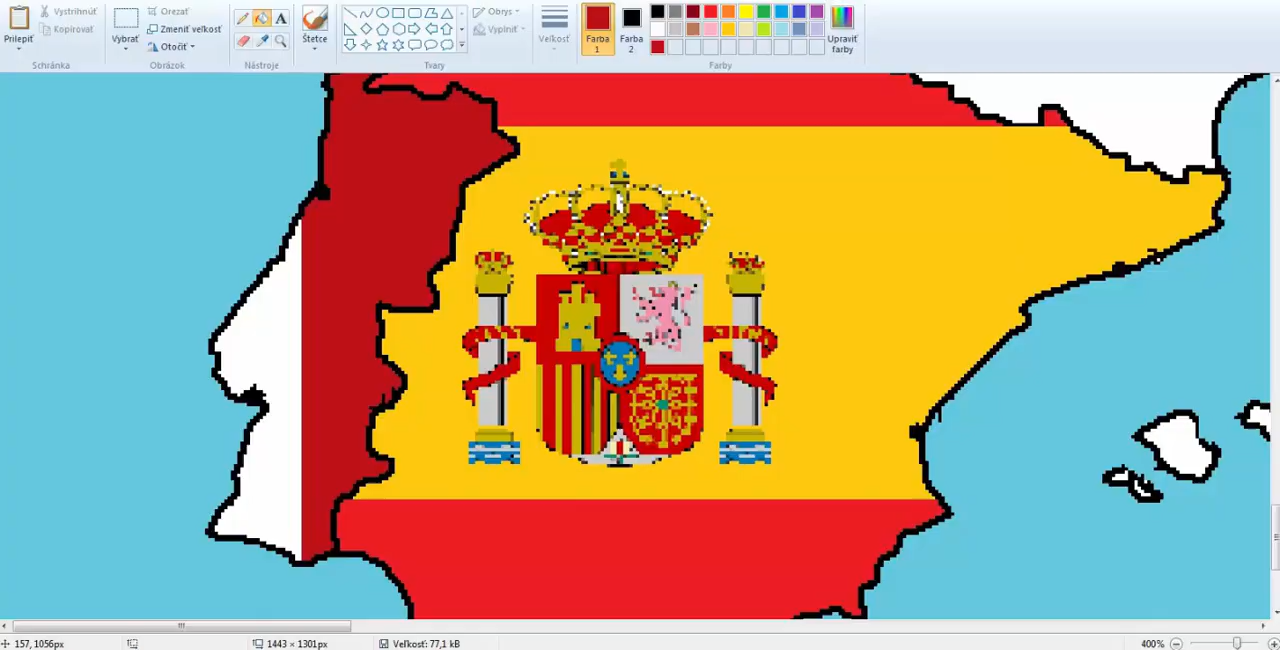 Prilepiť
Vystrihnúť
Kopírovať
Schránka
Vybrať
Orezať
Zmeniť veľkosť
Otočiť
Obrázok
A
Nástroje
Štetce
Obrys
Vyplniť
Tvary
Veľkosť
Farba
1
Farba
2
Upraviť
farby
Farby
157, 1056px
1443 × 1301px
Veľkosť: 77,1 kB
400%